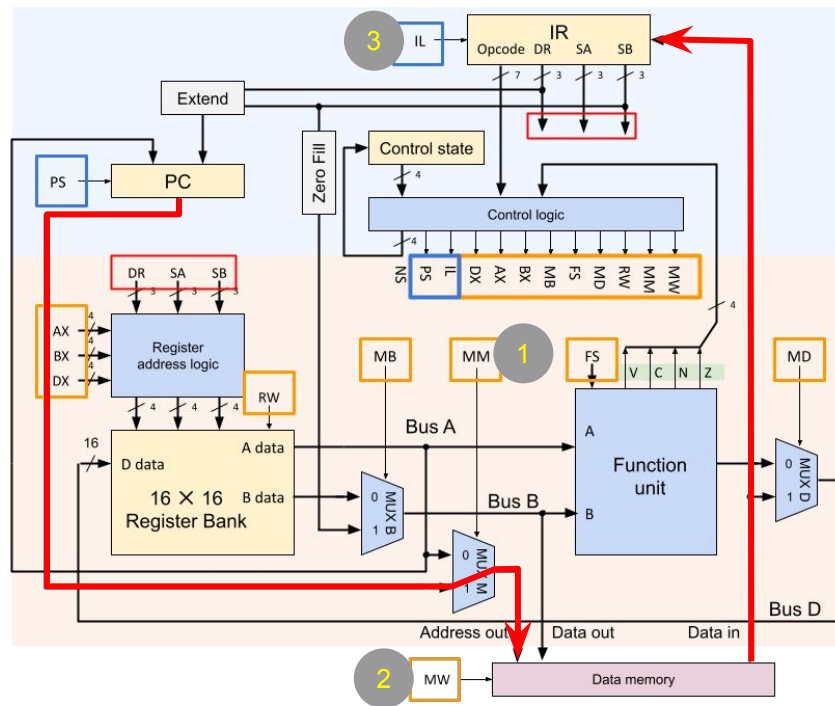 3
IL
IR
Opcode DR SA SB
7
3
3
3
Extend
Zero Fill
Control state
4
PS
PC
Control logic
4
NS
PS
IL
DX
AX
BX
MB
FS
MD
RW
MM
MW
4
DR SA SB
3
3
3
AX
BX
DX
4
4
4
Register
address logic
MB
MM
1
FS
V C N Z
MD
RW
4
4
4
Bus A
16
D data
A data
B data
16 × 16
Register Bank
0
1
MUX B
Bus B
A
B
Function
unit
0
1
MUX D
0
1
MUX M
Bus D
Address out
Data out
Data in
2
MW
Data memory